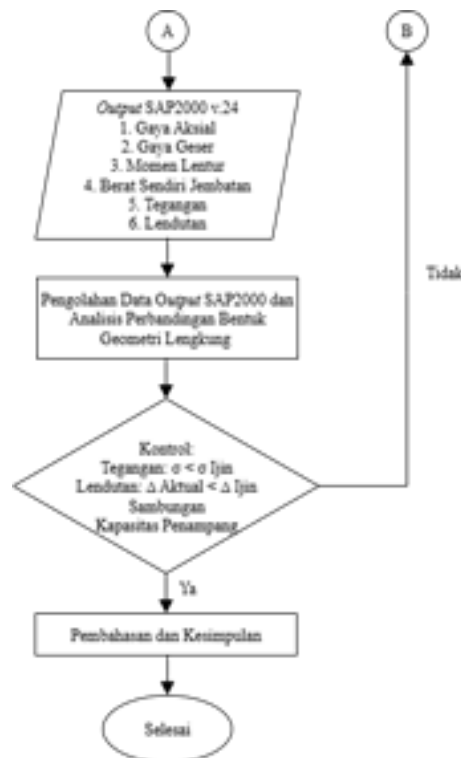 A
B
Output SAP2000 v.24
1. Gaya Aksial
2. Gaya Geser
3. Momen Lentur
4. Berat Sendiri Jembatan
5. Tegangan
6. Lendutan
Tidak
Pengolahan Data Output SAP2000 dan
Analisis Perbandingan Bentuk
Geometri Lengkung
Kontrol:
Tegangan: σ < σ Ijin
Lendutan: Δ Aktual < Δ Ijin
Sambungan
Kapasitas Penampang
Ya
Pembahasan dan Kesimpulan
Selesai